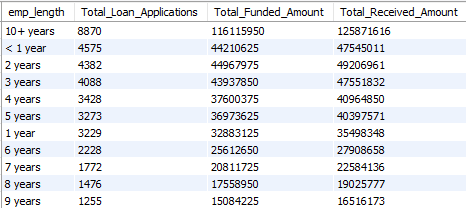 emp_length Total_Loan_Applications Total_Funded_Amount Total_Received_Amount
10+ years 8870 116115950 125871616
< 1 year 4575 44210625 47545011
2 years 4382 44967975 49206961
3 years 4088 43937850 47551832
4 years 3428 37600375 40964850
5 years 3273 36973625 40397571
1 year 3229 32883125 35498348
6 years 2228 25612650 27908658
7 years 1772 20811725 22584136
8 years 1476 17558950 19025777
9 years 1255 15084225 16516173